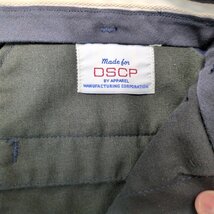 Made for
DSCP
BY APPAREL
MANUFACTURING CORPORATION